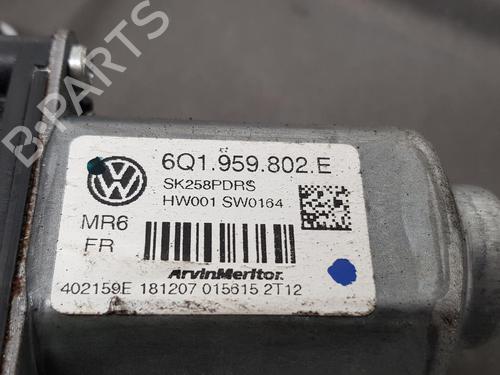 6Q1.959.802.E
SK258PDRS
HW001 SW0164
MR6
FR
ArvinMeritor
402159E 181207 015615 2T12
B-PARTS